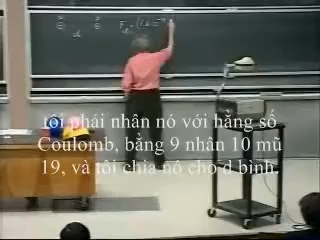 tôi phải nhân nó với hằng số
Coulomb, bằng 9 nhân 10 mũ
19, và tôi chia nó cho d bình.